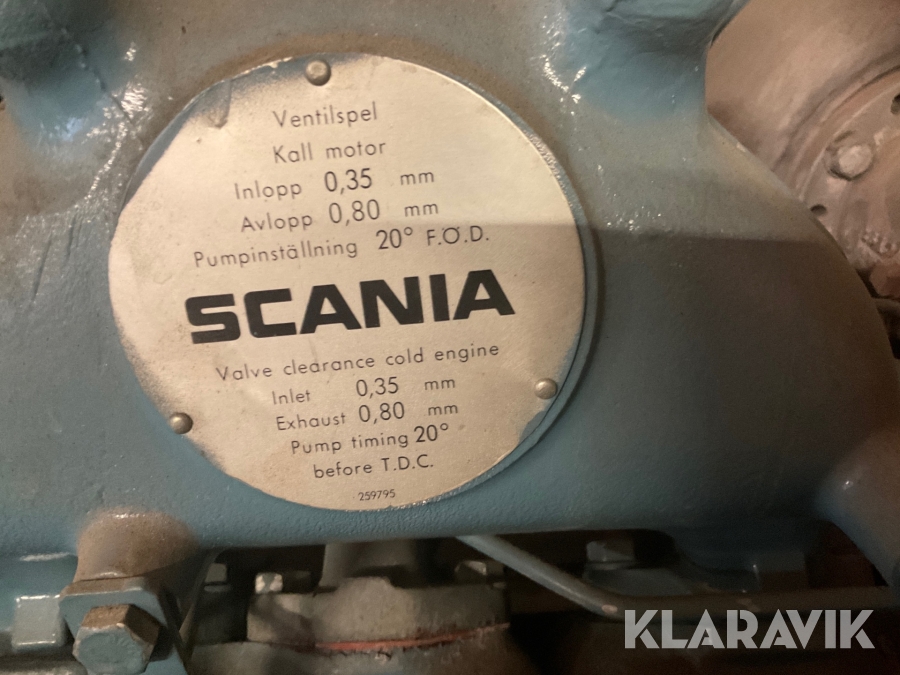 Ventilspel
Kall motor
Inlopp 0,35 mm
Avlopp 0,80 mm
Pumpinställning 20° F.Ö.D.
SCANIA
Valve clearance cold engine
Inlet 0,35 mm
Exhaust 0,80 mm
Pump timing 20°
before T.D.C.
259795
KLARAVIK